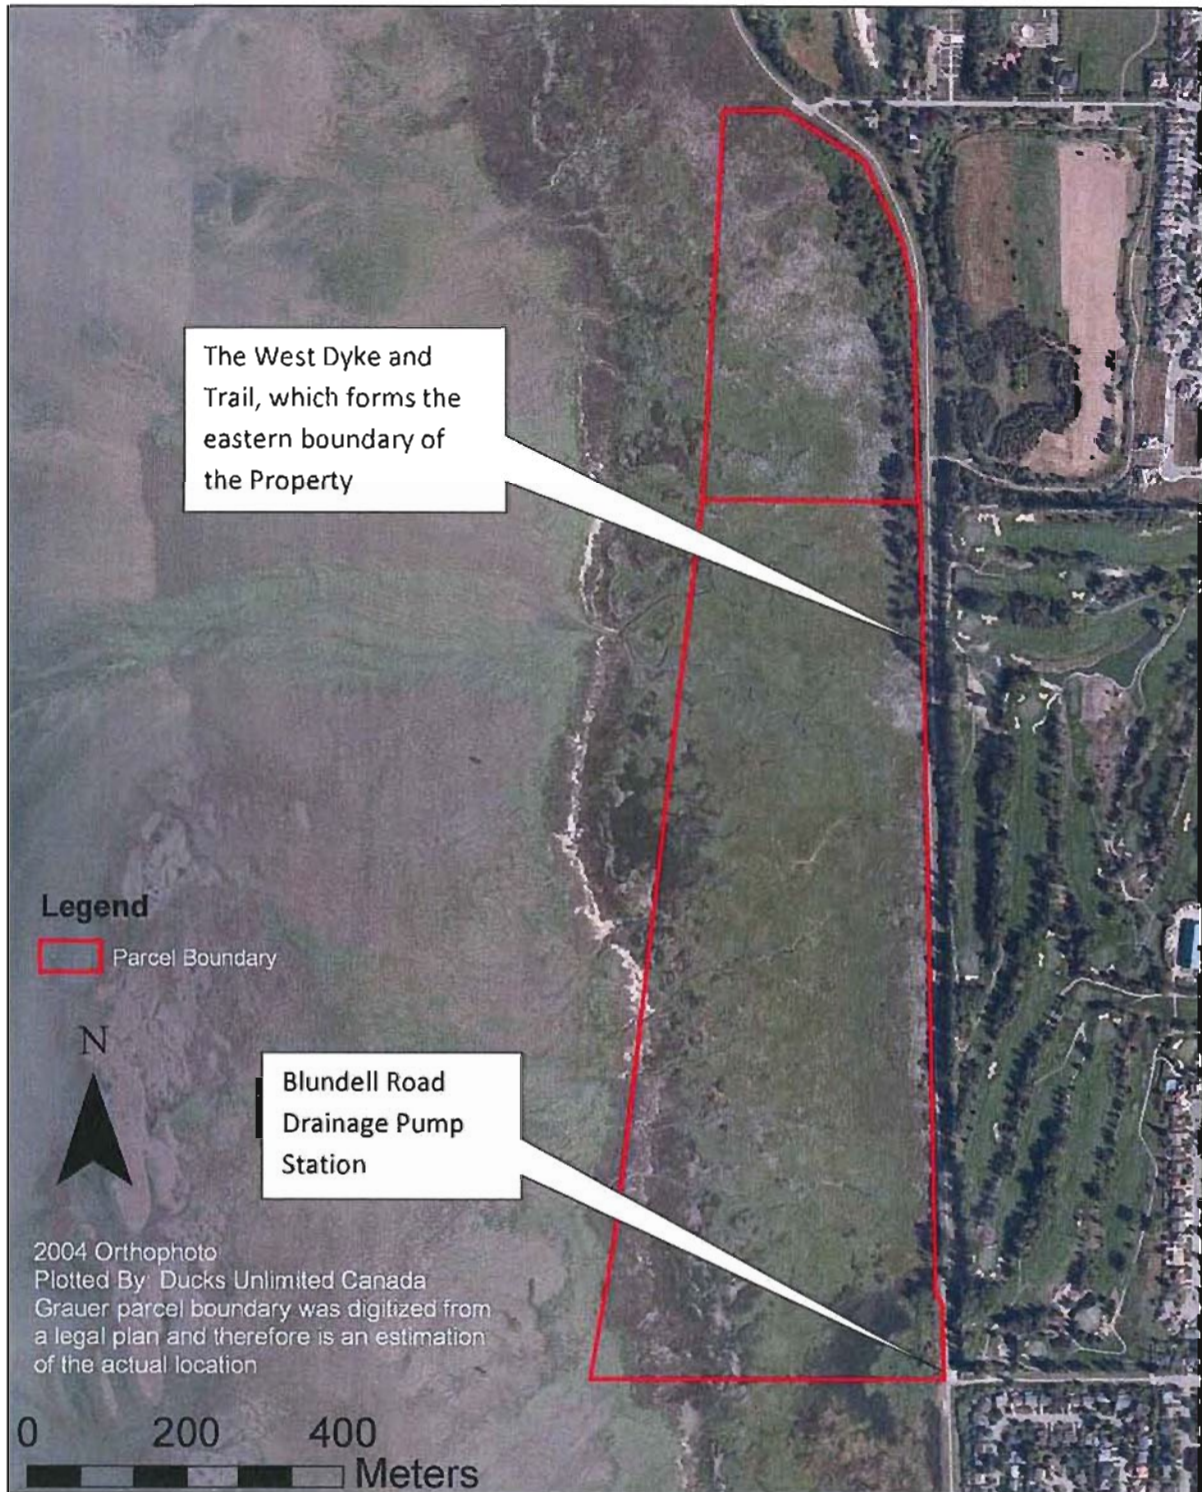 The West Dyke and
Trail, which forms the
eastern boundary of
the Property
Legend
Parcel Boundary
N
Blundell Road
Drainage Pump
Station
2004 Orthophoto
Plotted By: Ducks Unlimited Canada
Grauer parcel boundary was digitized from
a legal plan and therefore is an estimation
of the actual location
0 200 400
Meters